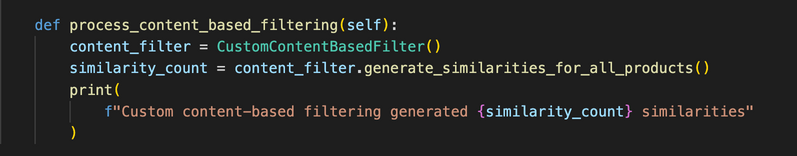 def process_content_based_filtering(self):
    content_filter = CustomContentBasedFilter()
    similarity_count = content_filter.generate_similarities_for_all_products()
    print(
        f"Custom content-based filtering generated {similarity_count} similarities"
    )